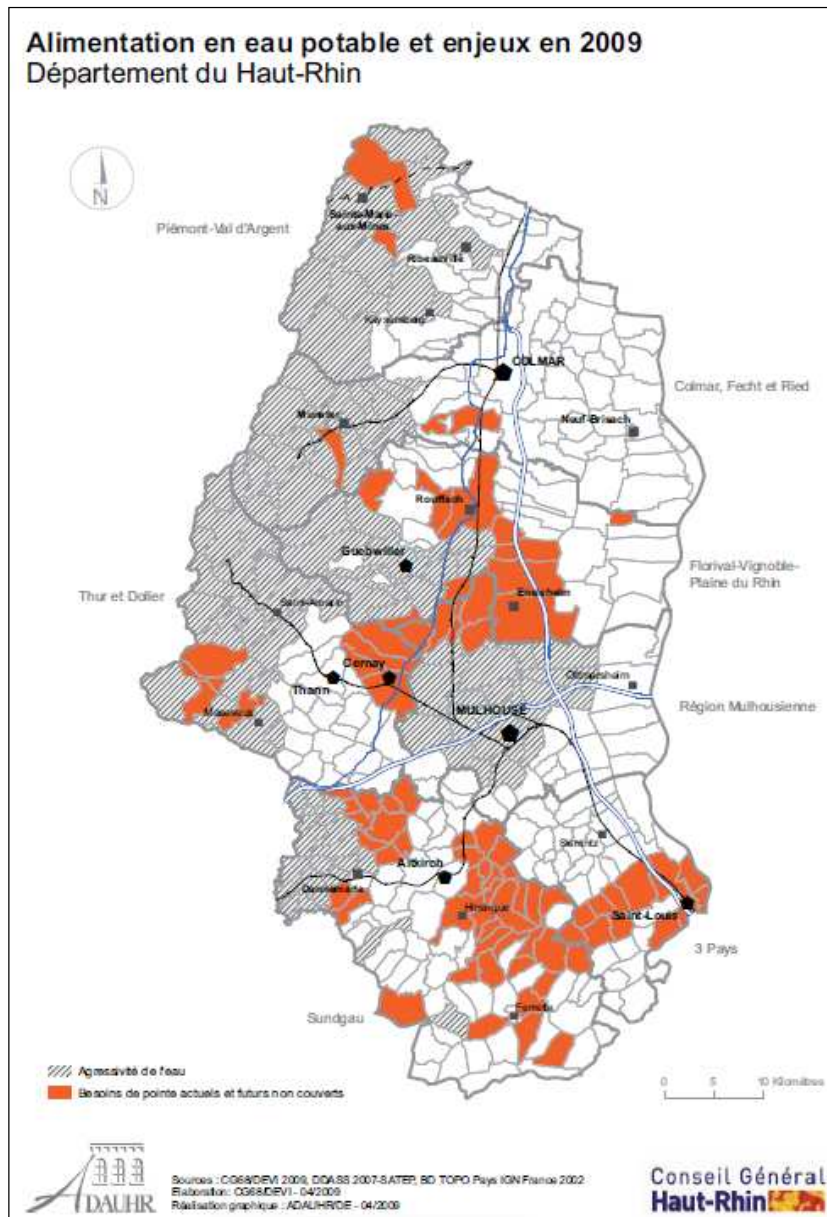 Alimentation en eau potable et enjeux en 2009
Département du Haut-Rhin
N
Piémont-Val d'Argent
Sainte-Marie-
aux-Mines
Ribeauvillé
Kaysersberg
COLMAR
Colmar, Fecht et Ried
Munster
Neuf-Brisach
Rouffach
Guebwiller
Florival-Vignoble-
Plaine du Rhin
Thur et Doller
Ensisheim
Saint-Amarin
Cernay
Thann
Ottmarsheim
Masevaux
MULHOUSE
Région Mulhousienne
Sierentz
Altkirch
Dannemarie
Hirsingue
Saint-Louis
3 Pays
Sundgau
Ferrette
Agressivité de l'eau
Besoins de pointe actuels et futurs non couverts
0 5 10 Kilomètres
ADAUHR
Sources : CG68/DEVI 2009, DDASS 2007-SATEP, BD TOPO Pays IGN France 2002
Elaboration: CG68/DEVI - 04/2009
Réalisation graphique : ADAUHR/DE - 04/2009
Conseil Général
Haut-Rhin